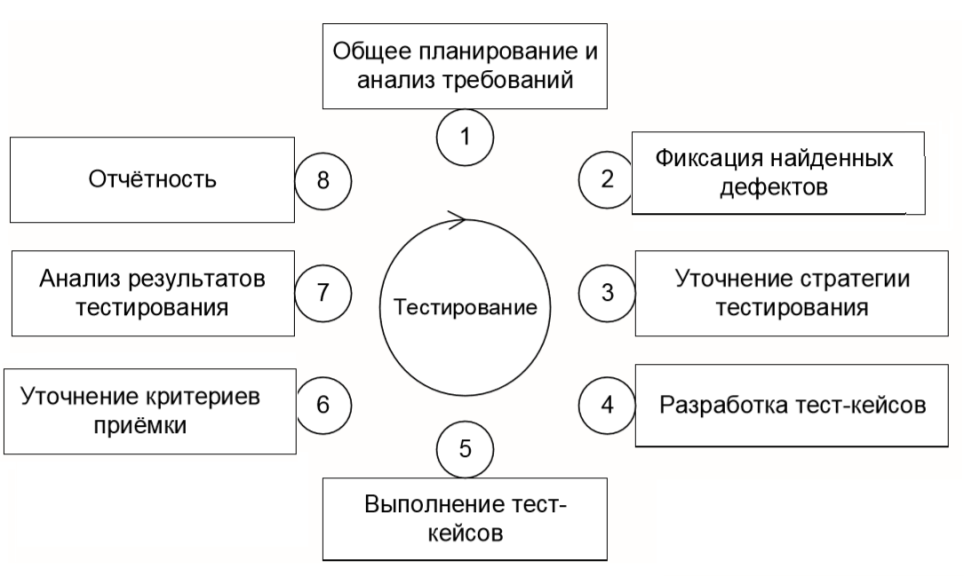 Общее планирование и
анализ требований
1
Фиксация найденных
дефектов
2
Уточнение стратегии
тестирования
3
Разработка тест-кейсов
4
Выполнение тест-
кейсов
5
Уточнение критериев
приёмки
6
Анализ результатов
тестирования
7
Отчётность
8
Тестирование